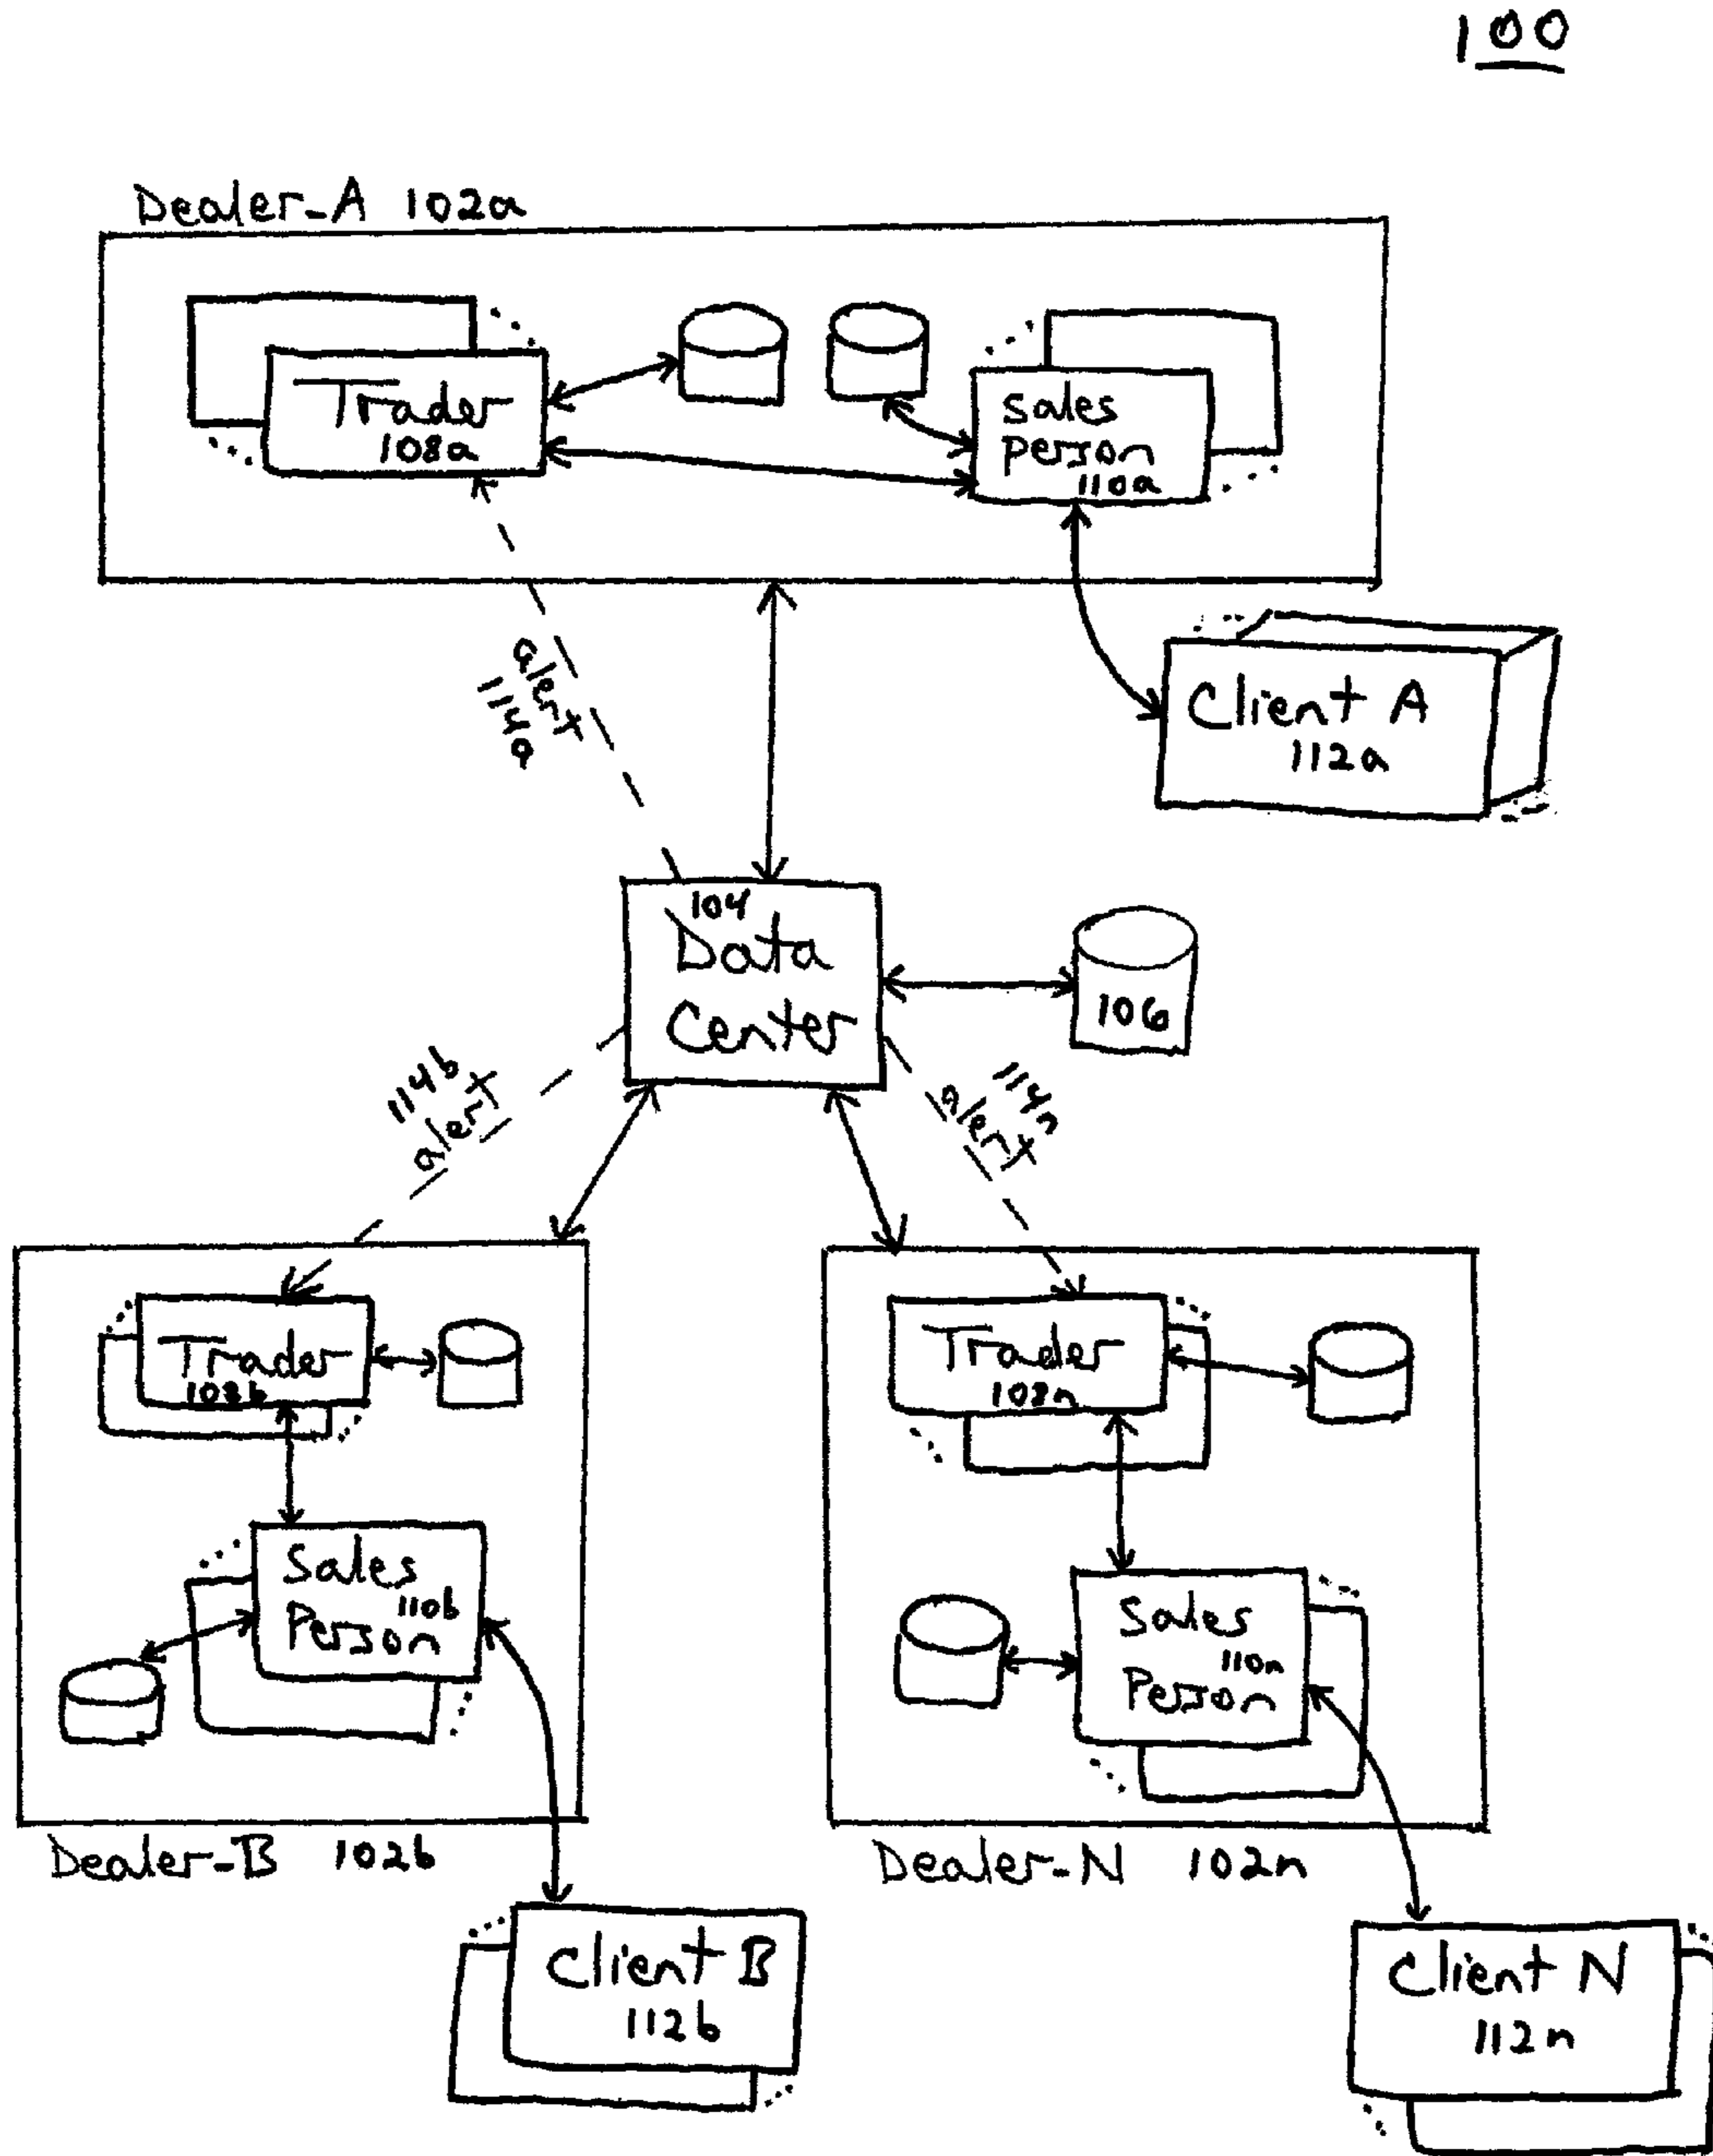 100
Dealer-A 102a
Trader
108a
Sales
Person
110a
alert
114a
Client A
112a
104
Data
Center
106
114b
alert
114n
alert
Trader
108b
Trader
108n
Sales
110b
Person
Sales
110n
Person
Dealer-B 102b
Dealer-N 102n
Client B
112b
Client N
112n